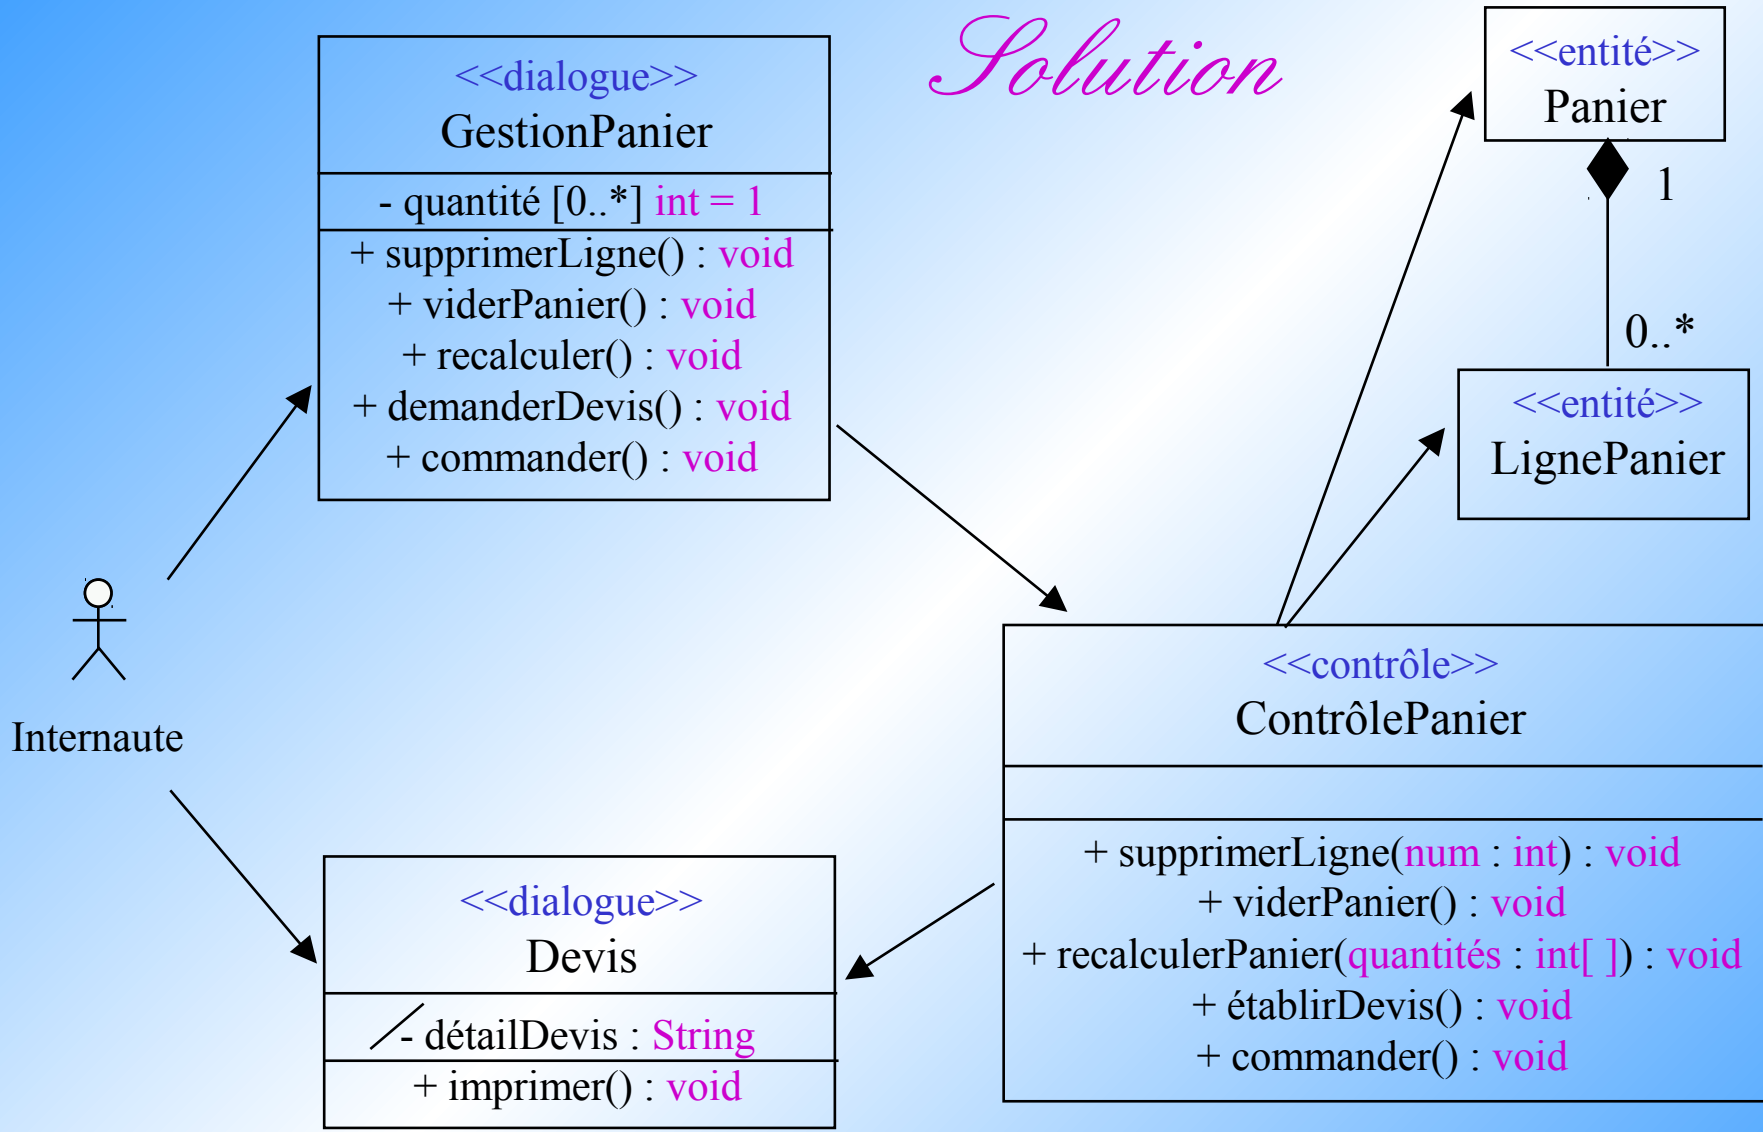 Solution
<<dialogue>>
GestionPanier
- quantité [0..*] int = 1
+ supprimerLigne() : void
+ viderPanier() : void
+ recalculer() : void
+ demanderDevis() : void
+ commander() : void
<<entité>>
Panier
1
0..*
<<entité>>
LignePanier
Internaute
<<contrôle>>
ContrôlePanier
+ supprimerLigne(num : int) : void
+ viderPanier() : void
+ recalculerPanier(quantités : int[ ]) : void
+ établirDevis() : void
+ commander() : void
<<dialogue>>
Devis
/- détailDevis : String
+ imprimer() : void